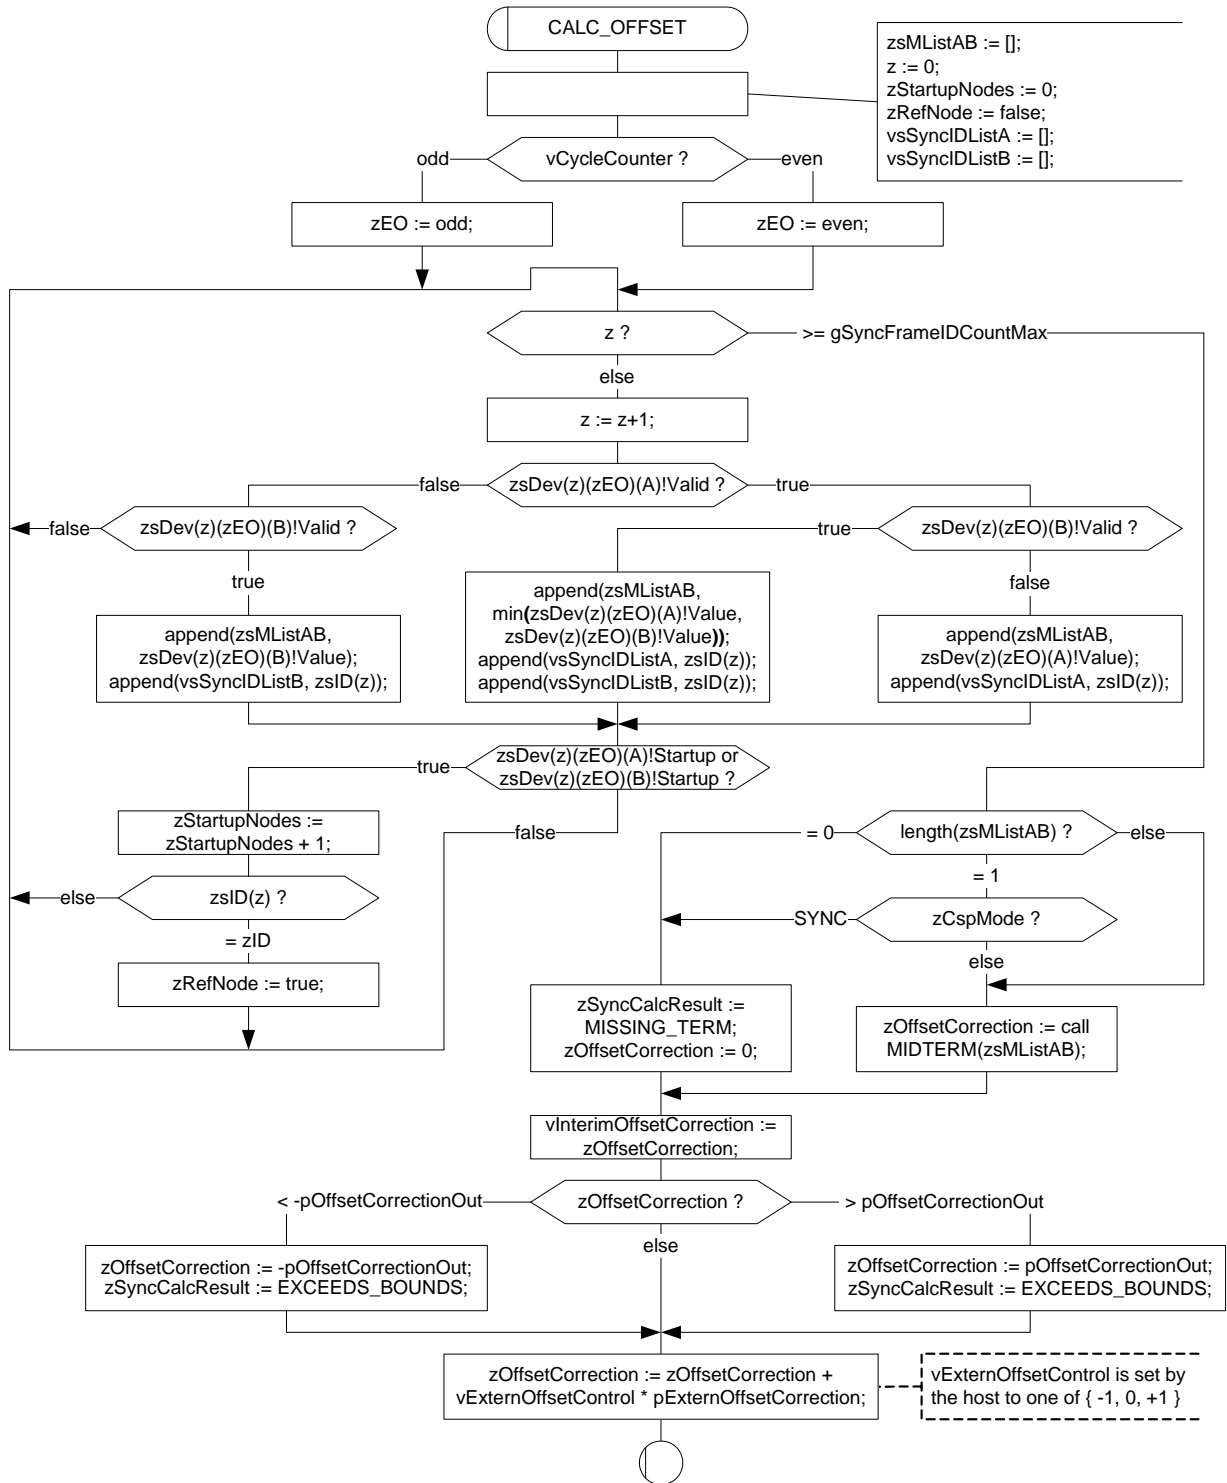 CALC_OFFSET
zsMListAB := [];
z := 0;
zStartupNodes := 0;
zRefNode := false;
vsSyncIDListA := [];
vsSyncIDListB := [];
odd
vCycleCounter ?
even
zEO := odd;
zEO := even;
z ?
>= gSyncFrameIDCountMax
else
z := z+1;
false
zsDev(z)(zEO)(A)!Valid ?
true
false
zsDev(z)(zEO)(B)!Valid ?
true
zsDev(z)(zEO)(B)!Valid ?
true
false
append(zsMListAB,
zsDev(z)(zEO)(B)!Value);
append(vsSyncIDListB, zsID(z));
append(zsMListAB,
min(zsDev(z)(zEO)(A)!Value,
zsDev(z)(zEO)(B)!Value));
append(vsSyncIDListA, zsID(z));
append(vsSyncIDListB, zsID(z));
append(zsMListAB,
zsDev(z)(zEO)(A)!Value);
append(vsSyncIDListA, zsID(z));
true
zsDev(z)(zEO)(A)!Startup or
zsDev(z)(zEO)(B)!Startup ?
false
zStartupNodes :=
zStartupNodes + 1;
= 0
length(zsMListAB) ?
else
= 1
else
zsID(z) ?
= zID
SYNC
zCspMode ?
else
zRefNode := true;
zSyncCalcResult :=
MISSING_TERM;
zOffsetCorrection := 0;
zOffsetCorrection := call
MIDTERM(zsMListAB);
vInterimOffsetCorrection :=
zOffsetCorrection;
< -pOffsetCorrectionOut
zOffsetCorrection ?
> pOffsetCorrectionOut
else
zOffsetCorrection := -pOffsetCorrectionOut;
zSyncCalcResult := EXCEEDS_BOUNDS;
zOffsetCorrection := pOffsetCorrectionOut;
zSyncCalcResult := EXCEEDS_BOUNDS;
zOffsetCorrection := zOffsetCorrection +
vExternOffsetControl * pExternOffsetCorrection;
vExternOffsetControl is set by
the host to one of { -1, 0, +1 }